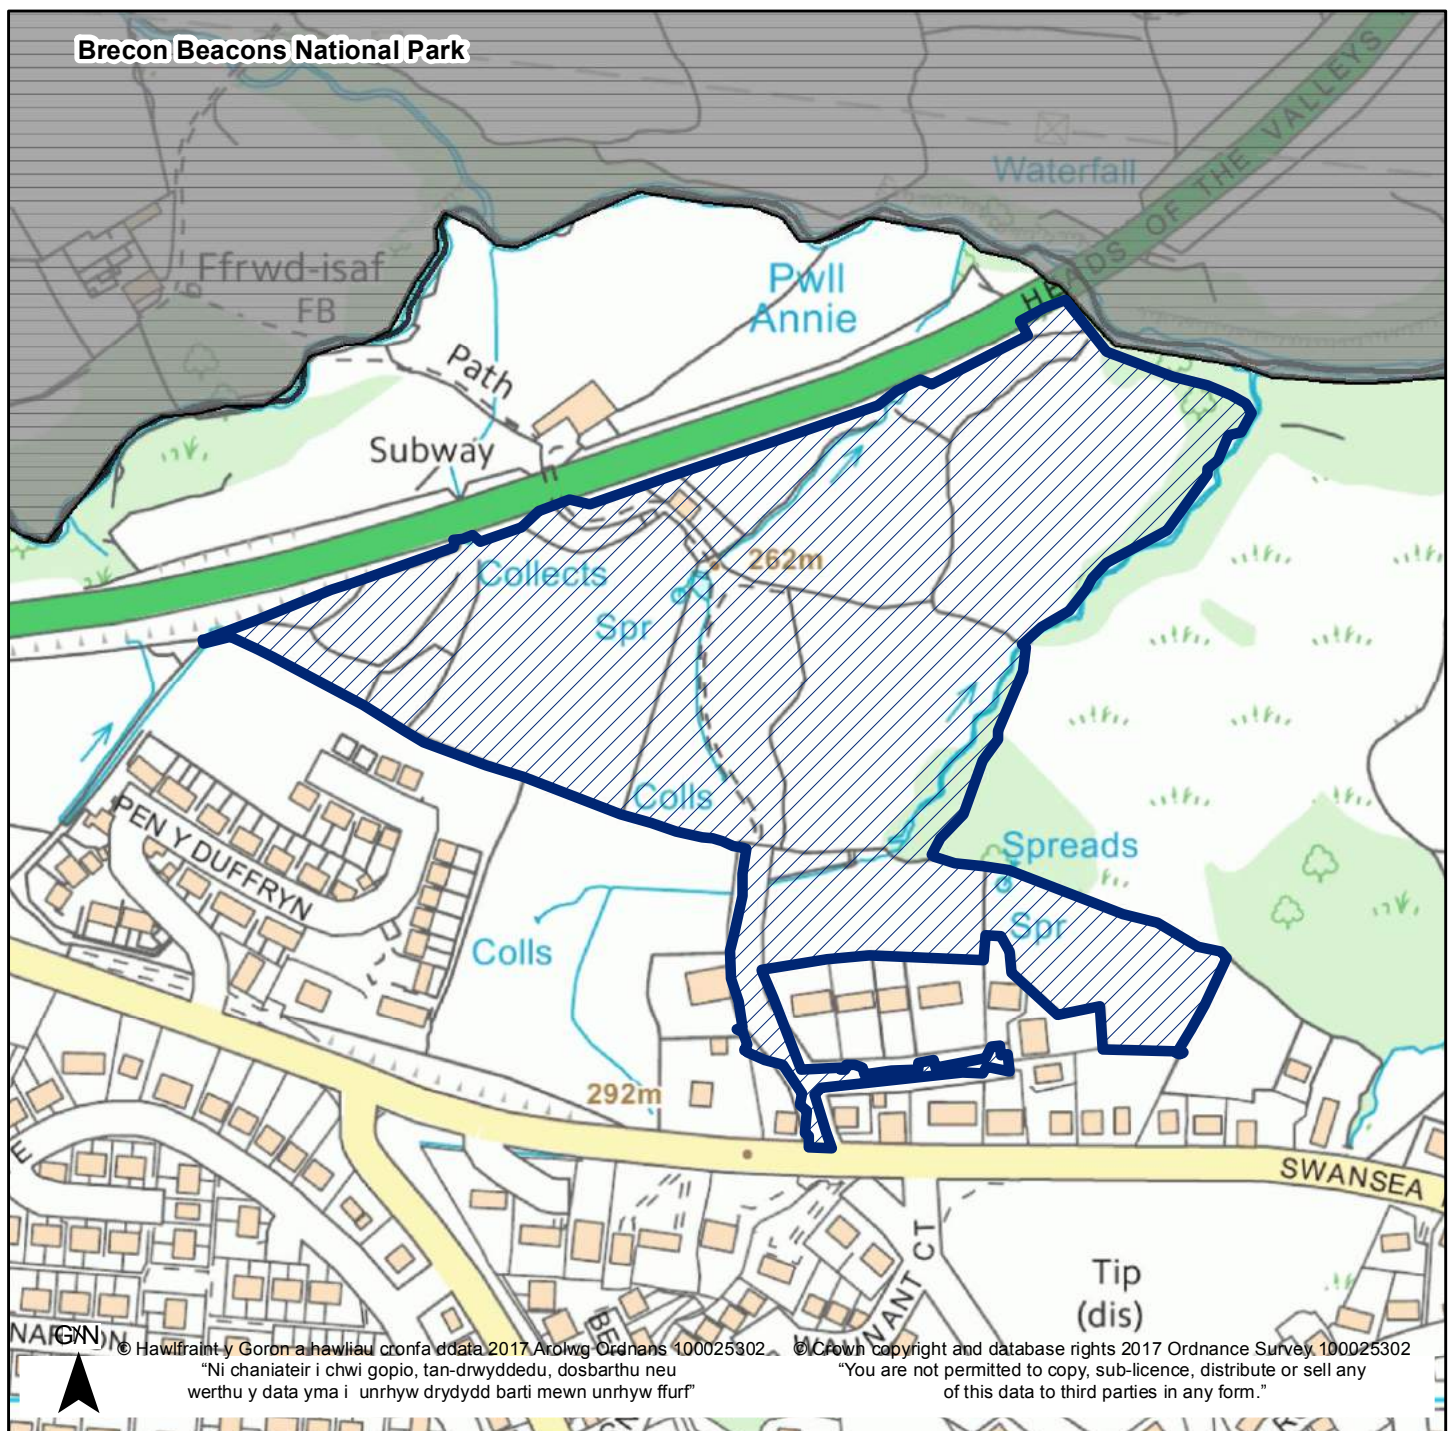 Brecon Beacons National Park
HEADS OF THE VALLEYS
Waterfall
Ffrwd-isaf
FB
Pwll
Annie
Path
Subway
262m
Collects
Spr
Colls
PEN Y DUFFRYN
Spreads
Spr
Colls
292m
SWANSEA
CT
Tip
(dis)
G/N
© Hawlfraint y Goron a hawliau cronfa ddata 2017 Arolwg Ordnans 100025302
“Ni chaniateir i chwi gopio, tan-drwyddedu, dosbarthu neu
werthu y data yma i unrhyw drydydd barti mewn unrhyw ffurf”
© Crown copyright and database rights 2017 Ordnance Survey 100025302
“You are not permitted to copy, sub-licence, distribute or sell any
of this data to third parties in any form.”